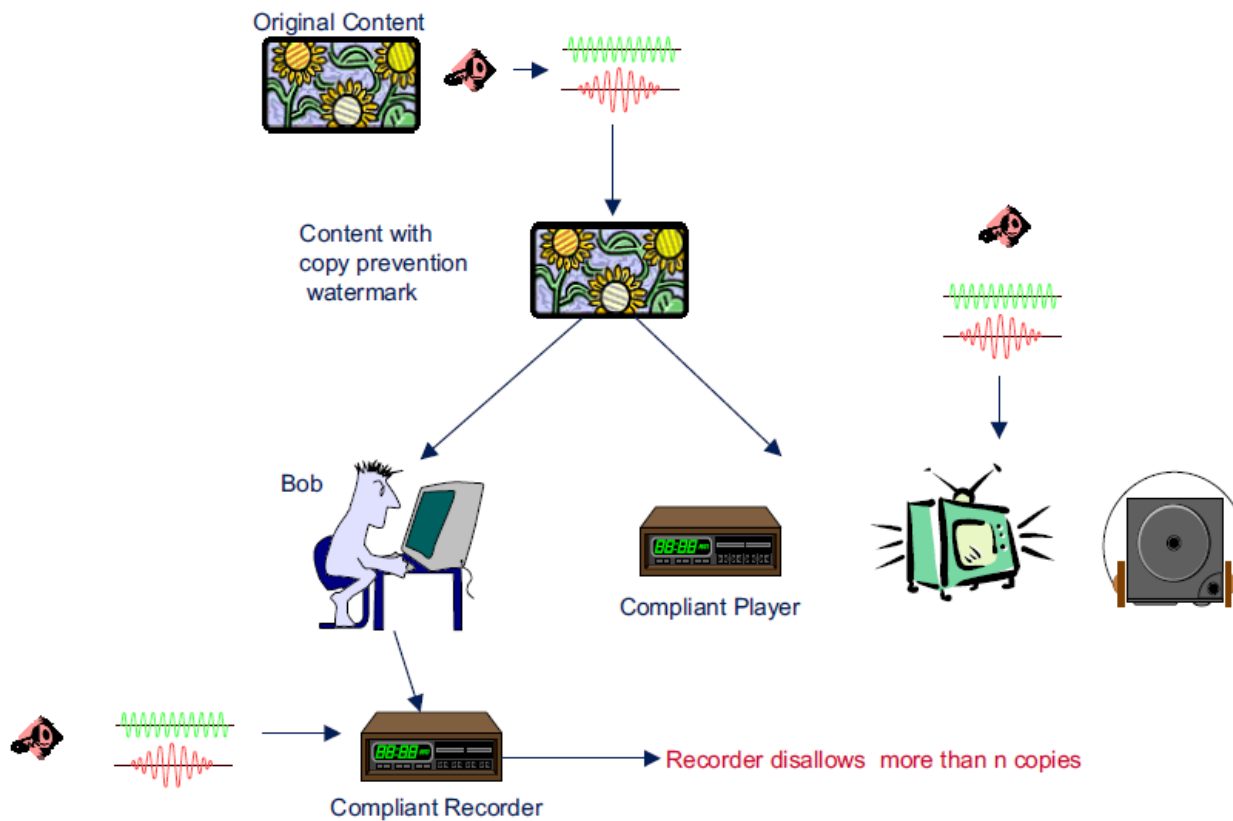 Original Content
Content with
copy prevention
watermark
Bob
Compliant Player
Recorder disallows more than n copies
Compliant Recorder